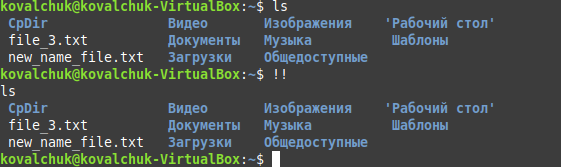 kovalchuk@kovalchuk-VirtualBox:~$ ls
CpDir Видео Изображения 'Рабочий стол'
file_3.txt Документы Музыка Шаблоны
new_name_file.txt Загрузки Общедоступные
kovalchuk@kovalchuk-VirtualBox:~$ !!
ls
CpDir Видео Изображения 'Рабочий стол'
file_3.txt Документы Музыка Шаблоны
new_name_file.txt Загрузки Общедоступные
kovalchuk@kovalchuk-VirtualBox:~$